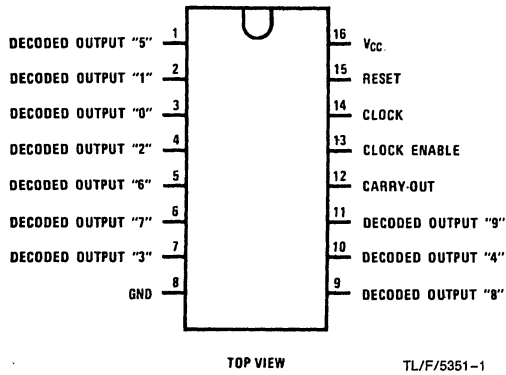 DECODED OUTPUT "5" 1
DECODED OUTPUT "1" 2
DECODED OUTPUT "0" 3
DECODED OUTPUT "2" 4
DECODED OUTPUT "6" 5
DECODED OUTPUT "7" 6
DECODED OUTPUT "3" 7
GND 8
16 VCC
15 RESET
14 CLOCK
13 CLOCK ENABLE
12 CARRY-OUT
11 DECODED OUTPUT "9"
10 DECODED OUTPUT "4"
9 DECODED OUTPUT "8"
TOP VIEW
TL/F/5351-1